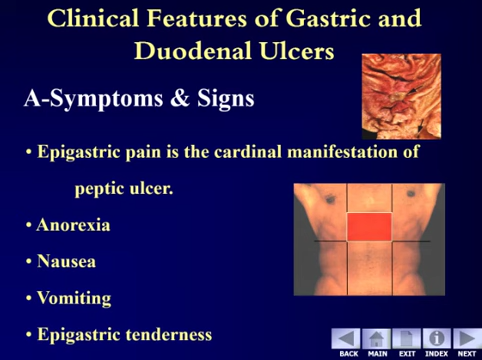 Clinical Features of Gastric and
Duodenal Ulcers
A-Symptoms & Signs
• Epigastric pain is the cardinal manifestation of
peptic ulcer.
• Anorexia
• Nausea
• Vomiting
• Epigastric tenderness
BACK MAIN EXIT INDEX NEXT